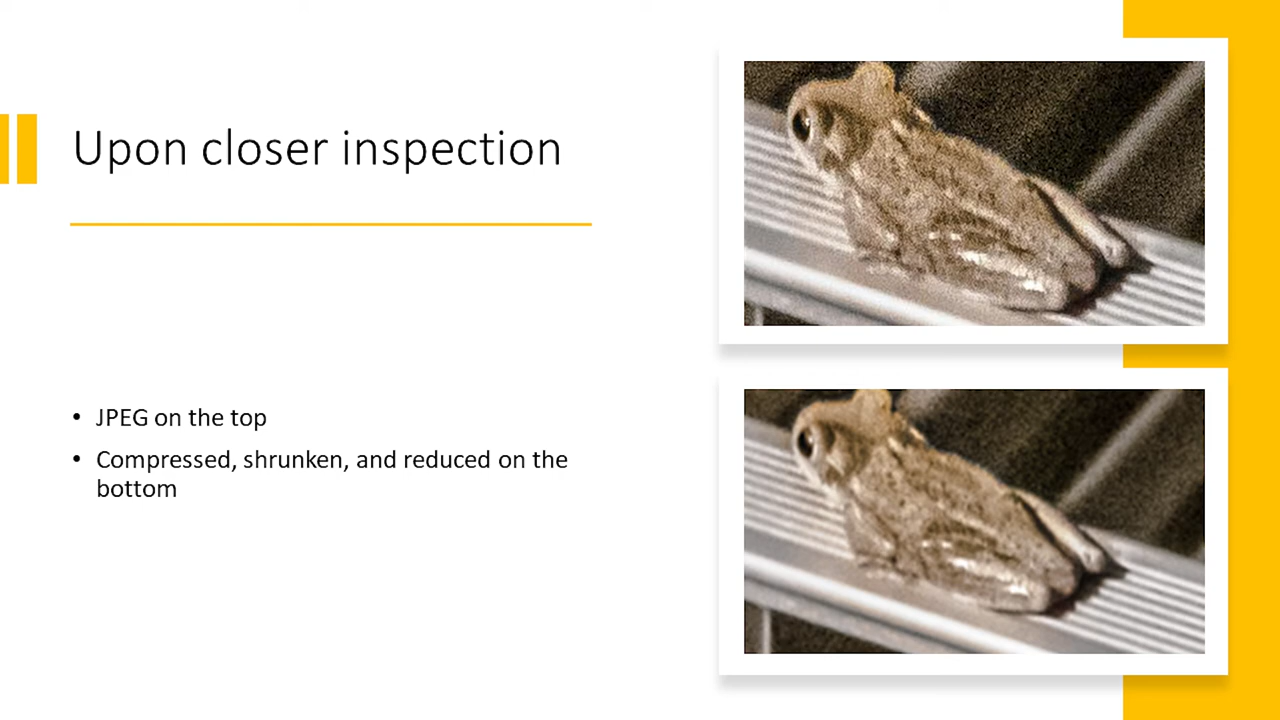 Upon closer inspection
• JPEG on the top
• Compressed, shrunken, and reduced on the
bottom